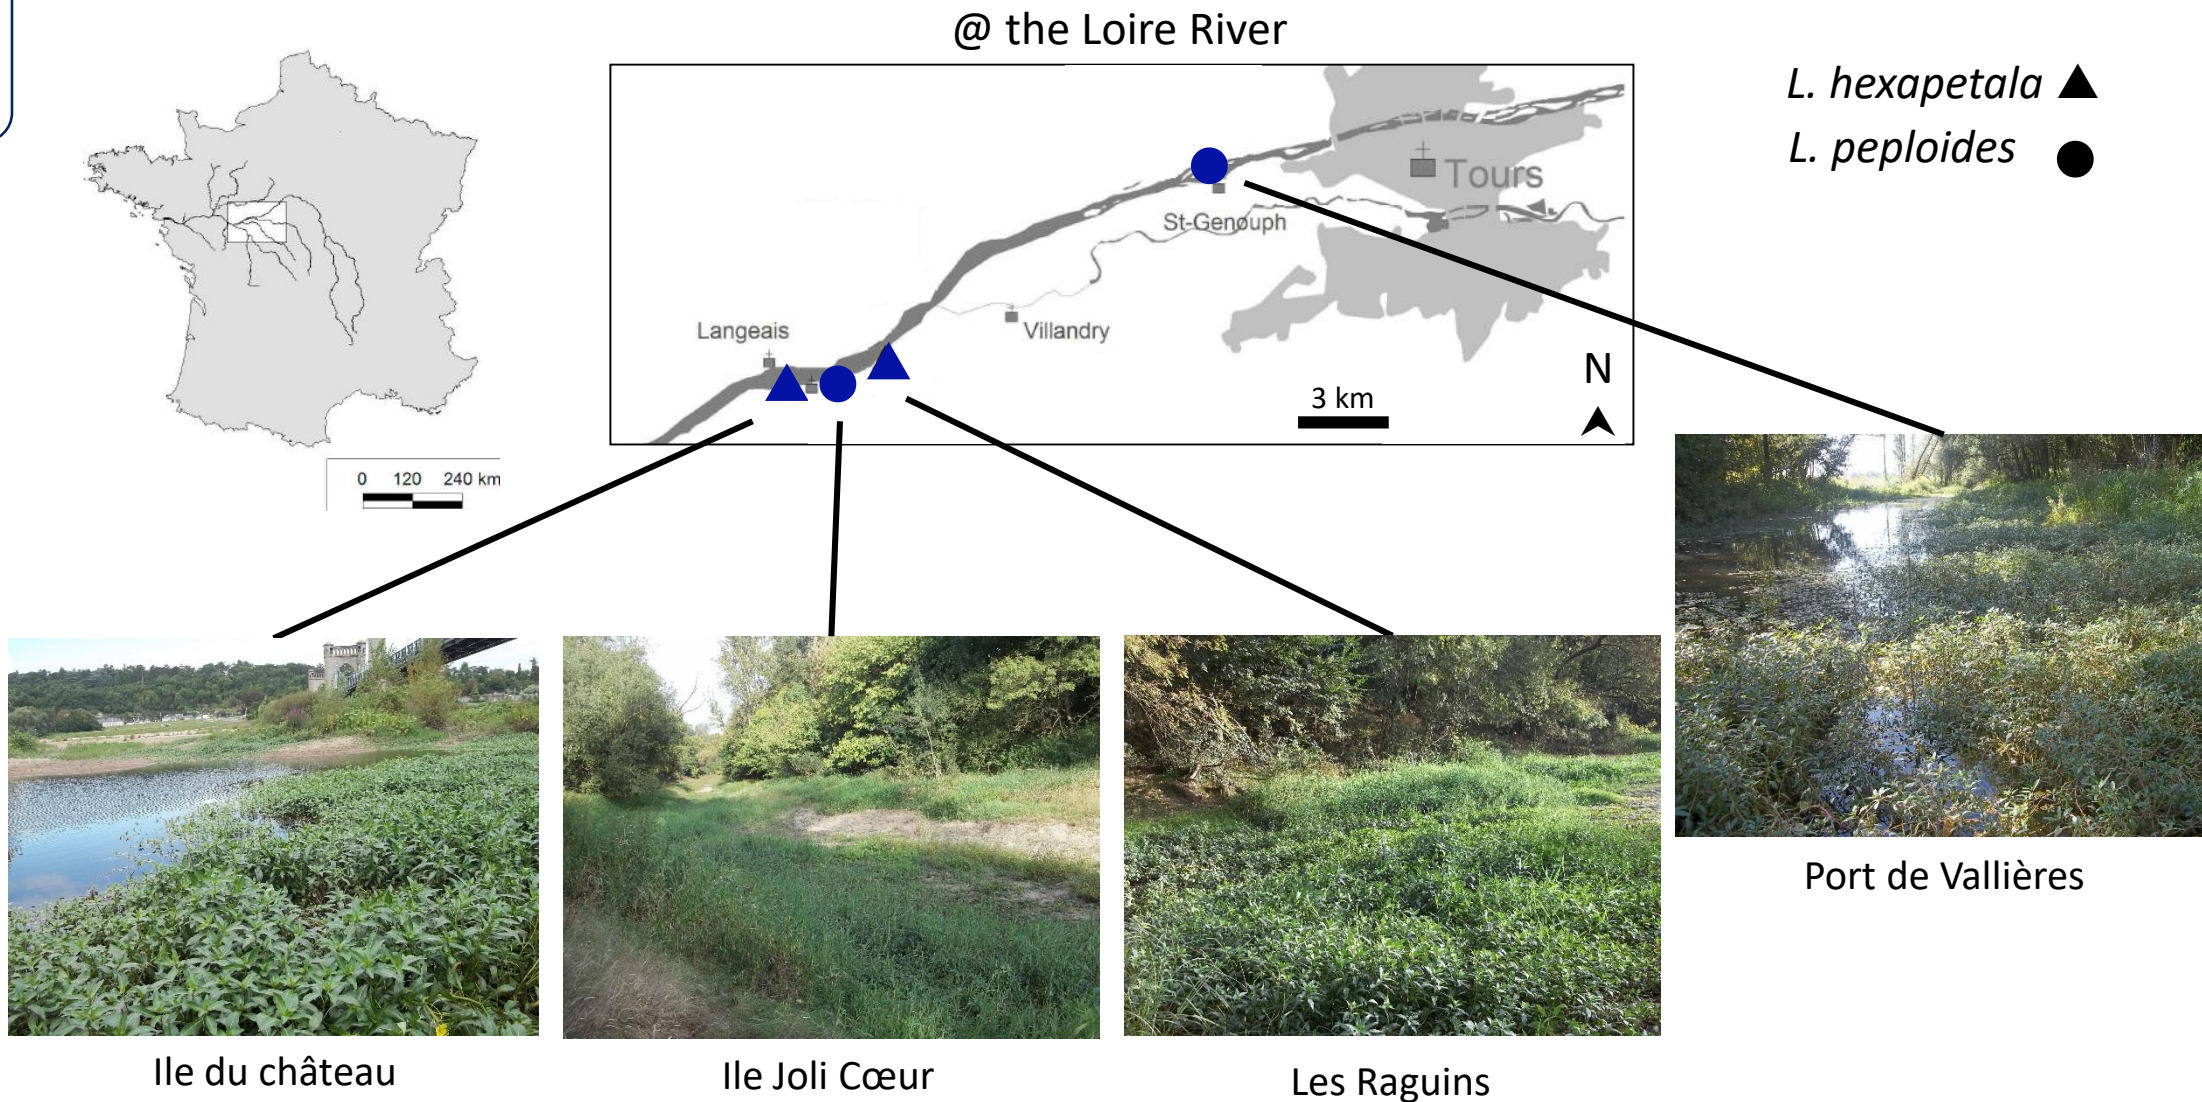 @ the Loire River
L. hexapetala
L. peploides
Tours
St-Genouph
Langeais
Villandry
N
3 km
0 120 240 km
Port de Vallières
Ile du château
Ile Joli Cœur
Les Raguins